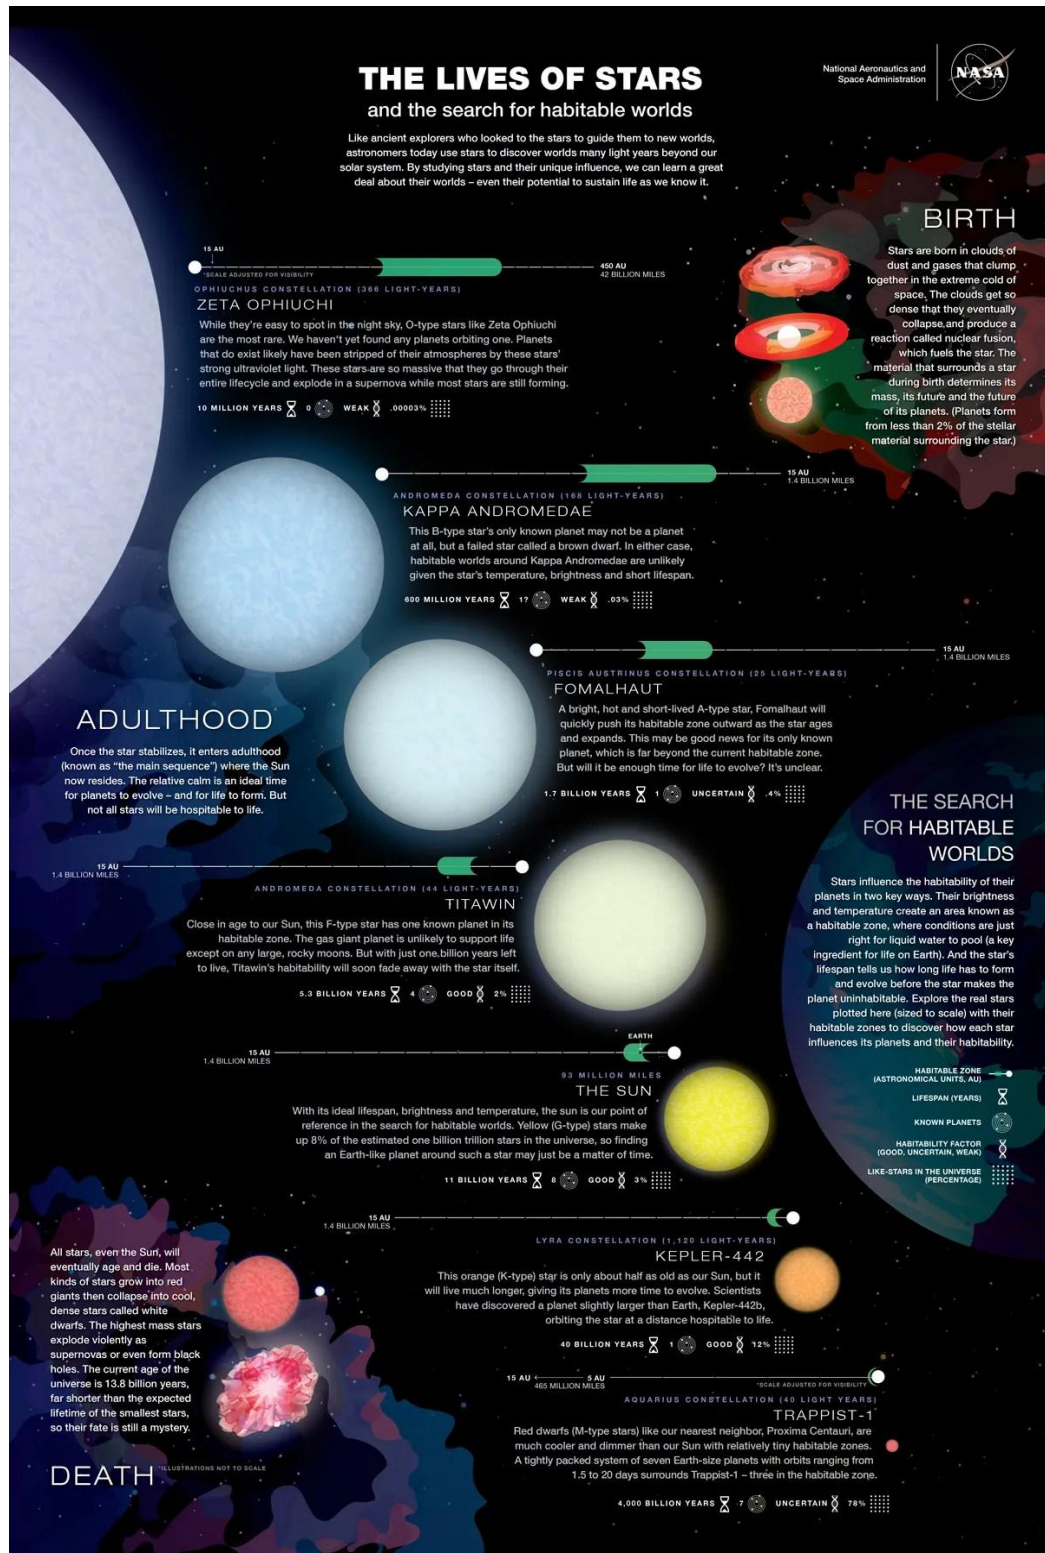 THE LIVES OF STARS
and the search for habitable worlds
Like ancient explorers who looked to the stars to guide them to new worlds,
astronomers today use stars to discover worlds many light years beyond our
solar system. By studying stars and their unique influence, we can learn a great
deal about their worlds – even their potential to sustain life as we know it.
National Aeronautics and
Space Administration
NASA
BIRTH
Stars are born in clouds of
dust and gases that clump
together in the extreme cold of
space. The clouds get so
dense that they eventually
collapse and produce a
reaction called nuclear fusion,
which fuels the star. The
material that surrounds a star
during birth determines its
mass, its future and the future
of its planets. (Planets form
from less than 2% of the stellar
material surrounding the star.)
15 AU
*SCALE ADJUSTED FOR VISIBILITY
450 AU
42 BILLION MILES
OPHIUCHUS CONSTELLATION (366 LIGHT-YEARS)
ZETA OPHIUCHI
While they're easy to spot in the night sky, O-type stars like Zeta Ophiuchi
are the most rare. We haven't yet found any planets orbiting one. Planets
that do exist likely have been stripped of their atmospheres by these stars'
strong ultraviolet light. These stars are so massive that they go through their
entire lifecycle and explode in a supernova while most stars are still forming.
10 MILLION YEARS 0 WEAK .00003%
15 AU
1.4 BILLION MILES
ANDROMEDA CONSTELLATION (168 LIGHT-YEARS)
KAPPA ANDROMEDAE
This B-type star's only known planet may not be a planet
at all, but a failed star called a brown dwarf. In either case,
habitable worlds around Kappa Andromedae are unlikely
given the star's temperature, brightness and short lifespan.
600 MILLION YEARS 1? WEAK .03%
15 AU
1.4 BILLION MILES
PISCIS AUSTRINUS CONSTELLATION (25 LIGHT-YEARS)
FOMALHAUT
A bright, hot and short-lived A-type star, Fomalhaut will
quickly push its habitable zone outward as the star ages
and expands. This may be good news for its only known
planet, which is far beyond the current habitable zone.
But will it be enough time for life to evolve? It's unclear.
1.7 BILLION YEARS 1 UNCERTAIN .4%
ADULTHOOD
Once the star stabilizes, it enters adulthood
(known as "the main sequence") where the Sun
now resides. The relative calm is an ideal time
for planets to evolve – and for life to form. But
not all stars will be hospitable to life.
15 AU
1.4 BILLION MILES
ANDROMEDA CONSTELLATION (44 LIGHT-YEARS)
TITAWIN
Close in age to our Sun, this F-type star has one known planet in its
habitable zone. The gas giant planet is unlikely to support life
except on any large, rocky moons. But with just one billion years left
to live, Titawin's habitability will soon fade away with the star itself.
5.3 BILLION YEARS 4 GOOD 2%
THE SEARCH
FOR HABITABLE
WORLDS
Stars influence the habitability of their
planets in two key ways. Their brightness
and temperature create an area known as
a habitable zone, where conditions are just
right for liquid water to pool (a key
ingredient for life on Earth). And the star's
lifespan tells us how long life has to form
and evolve before the star makes the
planet uninhabitable. Explore the real stars
plotted here (sized to scale) with their
habitable zones to discover how each star
influences its planets and their habitability.
HABITABLE ZONE
(ASTRONOMICAL UNITS, AU)
LIFESPAN (YEARS)
KNOWN PLANETS
HABITABILITY FACTOR
(GOOD, UNCERTAIN, WEAK)
LIKE-STARS IN THE UNIVERSE
(PERCENTAGE)
EARTH
15 AU
1.4 BILLION MILES
93 MILLION MILES
THE SUN
With its ideal lifespan, brightness and temperature, the sun is our point of
reference in the search for habitable worlds. Yellow (G-type) stars make
up 8% of the estimated one billion trillion stars in the universe, so finding
an Earth-like planet around such a star may just be a matter of time.
11 BILLION YEARS 8 GOOD 3%
15 AU
1.4 BILLION MILES
LYRA CONSTELLATION (1,120 LIGHT-YEARS)
KEPLER-442
This orange (K-type) star is only about half as old as our Sun, but it
will live much longer, giving its planets more time to evolve. Scientists
have discovered a planet slightly larger than Earth, Kepler-442b,
orbiting the star at a distance hospitable to life.
40 BILLION YEARS 1 GOOD 12%
15 AU
5 AU
465 MILLION MILES
*SCALE ADJUSTED FOR VISIBILITY
AQUARIUS CONSTELLATION (40 LIGHT YEARS)
TRAPPIST-1
Red dwarfs (M-type stars) like our nearest neighbor, Proxima Centauri, are
much cooler and dimmer than our Sun with relatively tiny habitable zones.
A tightly packed system of seven Earth-size planets with orbits ranging from
1.5 to 20 days surrounds Trappist-1 – three in the habitable zone.
4,000 BILLION YEARS 7 UNCERTAIN 78%
All stars, even the Sun, will
eventually age and die. Most
kinds of stars grow into red
giants then collapse into cool,
dense stars called white
dwarfs. The highest mass stars
explode violently as
supernovas or even form black
holes. The current age of the
universe is 13.8 billion years,
far shorter than the expected
lifetime of the smallest stars,
so their fate is still a mystery.
DEATH
*ILLUSTRATIONS NOT TO SCALE